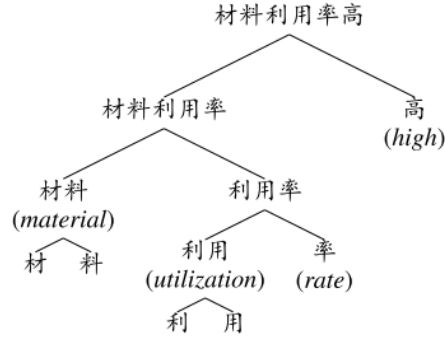 材料利用率高
材料利用率 高
(high)
材料 利用率
(material)
材 料 利用 率
(utilization) (rate)
利 用